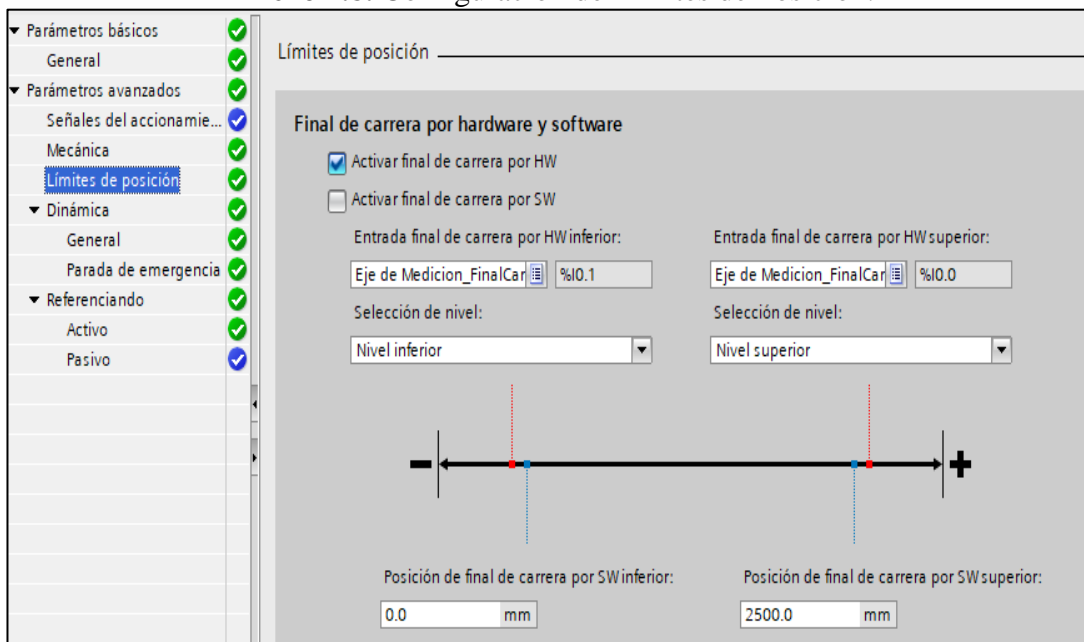 Parámetros básicos
General
Parámetros avanzados
Señales del accionamie...
Mecánica
Límites de posición
Dinámica
General
Parada de emergencia
Referenciando
Activo
Pasivo
Límites de posición
Final de carrera por hardware y software
Activar final de carrera por HW
Activar final de carrera por SW
Entrada final de carrera por HW inferior: Entrada final de carrera por HW superior:
Eje de Medicion_FinalCar %I0.1 Eje de Medicion_FinalCar %I0.0
Selección de nivel: Selección de nivel:
Nivel inferior Nivel superior
− +
Posición de final de carrera por SW inferior: Posición de final de carrera por SW superior:
0.0 mm 2500.0 mm